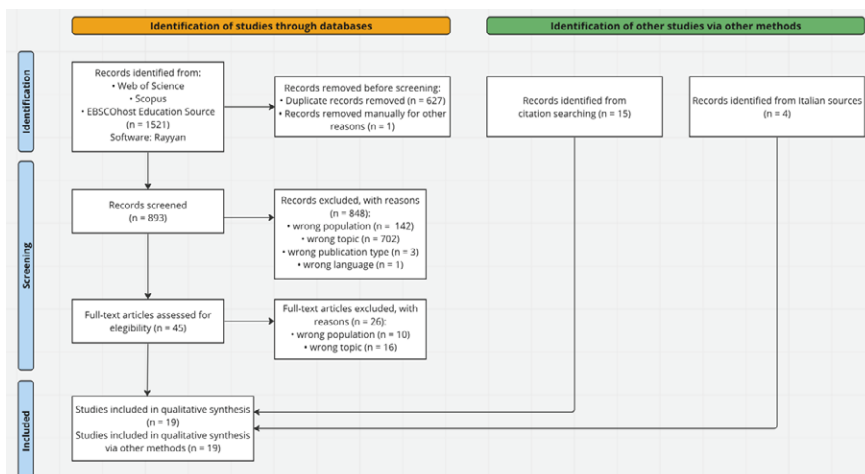 Identification of studies through databases
Identification of other studies via other methods
Identification
Records identified from:
• Web of Science
• Scopus
• EBSCOhost Education Source
(n = 1521)
Software: Rayyan
Records removed before screening:
• Duplicate records removed (n = 627)
• Records removed manually for other
reasons (n = 1)
Records identified from
citation searching (n = 15)
Records identified from Italian sources
(n = 4)
Screening
Records screened
(n = 893)
Records excluded, with reasons
(n = 848):
• wrong population (n = 142)
• wrong topic (n = 702)
• wrong publication type (n = 3)
• wrong language (n = 1)
Full-text articles assessed for
elegibility (n = 45)
Full-text articles excluded, with
reasons (n = 26):
• wrong population (n = 10)
• wrong topic (n = 16)
Included
Studies included in qualitative synthesis
(n = 19)
Studies included in qualitative synthesis
via other methods (n = 19)